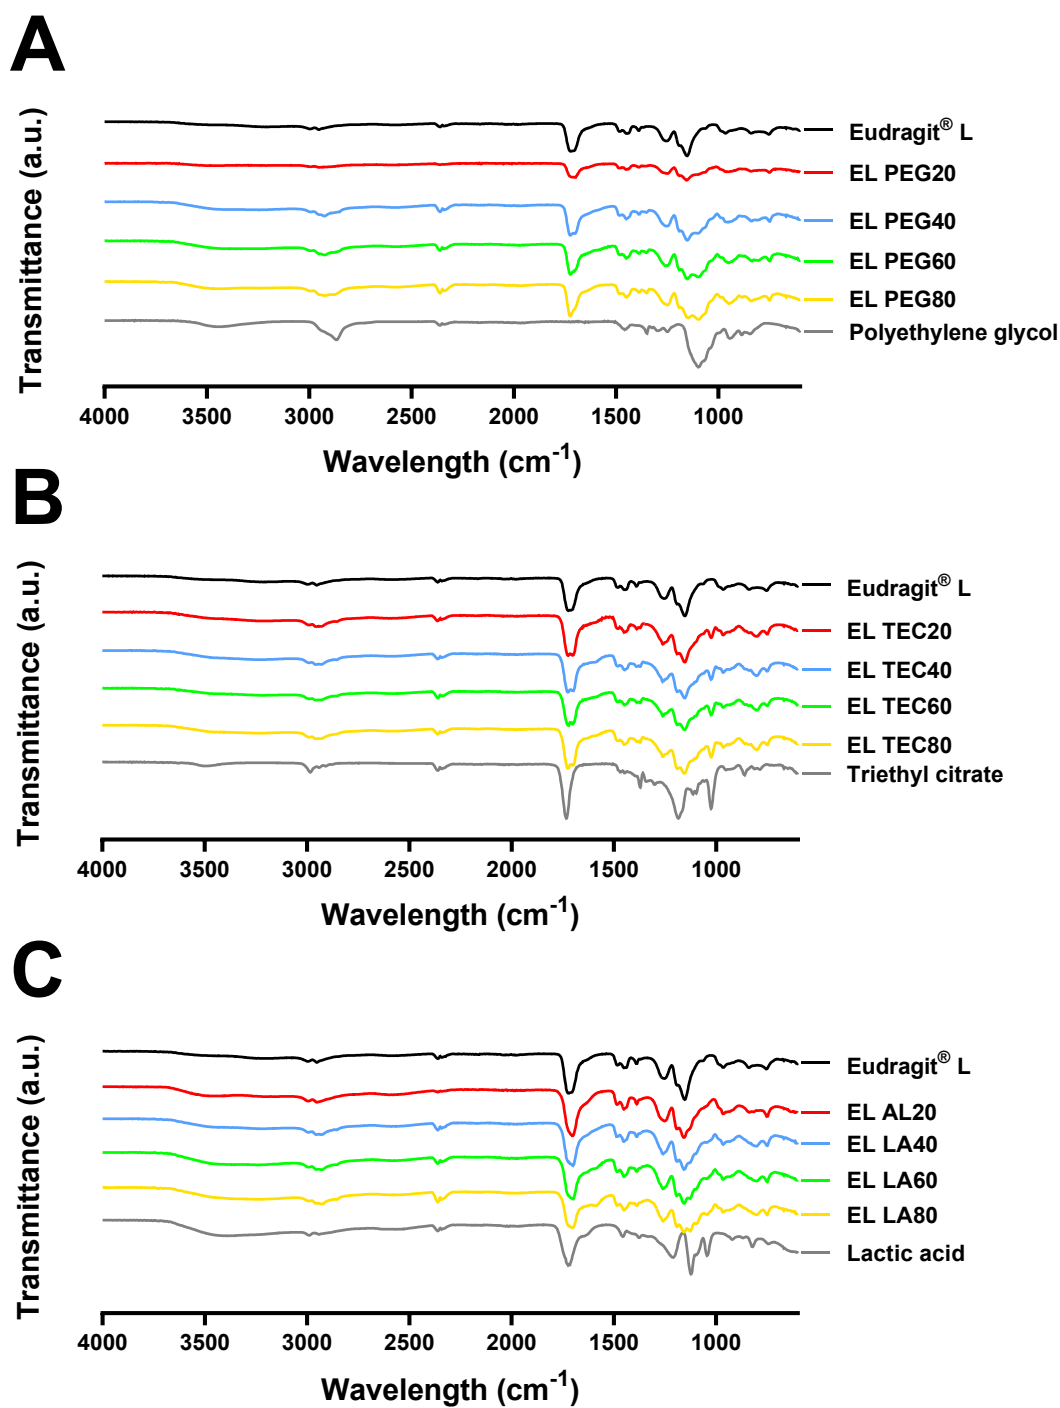 A
Transmittance (a.u.)
Eudragit® L
EL PEG20
EL PEG40
EL PEG60
EL PEG80
Polyethylene glycol
4000 3500 3000 2500 2000 1500 1000
Wavelength (cm-1)
B
Transmittance (a.u.)
Eudragit® L
EL TEC20
EL TEC40
EL TEC60
EL TEC80
Triethyl citrate
4000 3500 3000 2500 2000 1500 1000
Wavelength (cm-1)
C
Transmittance (a.u.)
Eudragit® L
EL AL20
EL LA40
EL LA60
EL LA80
Lactic acid
4000 3500 3000 2500 2000 1500 1000
Wavelength (cm-1)